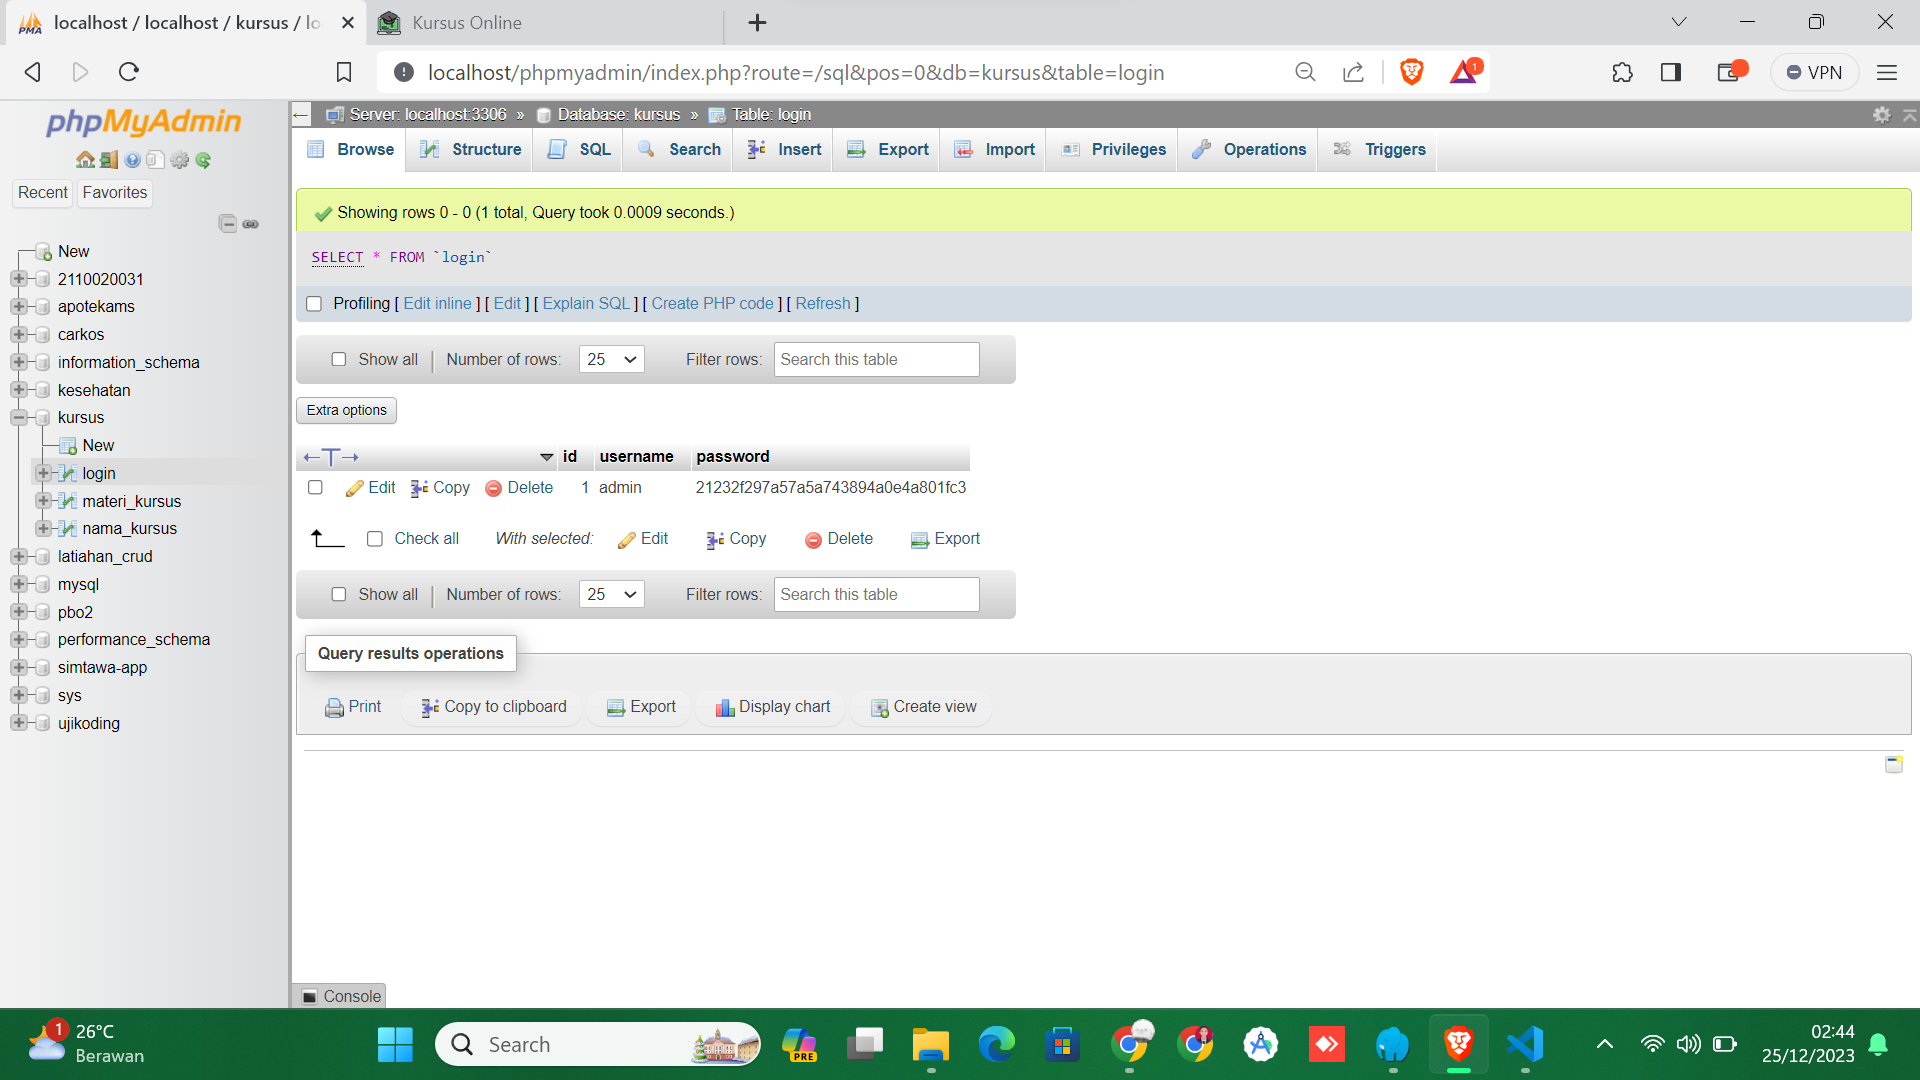 localhost / localhost / kursus / lo
Kursus Online
localhost/phpmyadmin/index.php?route=/sql&pos=0&db=kursus&table=login
1
VPN
phpMyAdmin
Recent Favorites
New
2110020031
apotekams
carkos
information_schema
kesehatan
kursus
New
login
materi_kursus
nama_kursus
latiahan_crud
mysql
pbo2
performance_schema
simtawa-app
sys
ujikoding
Server: localhost:3306 » Database: kursus » Table: login
Browse Structure SQL Search Insert Export Import Privileges Operations Triggers
Showing rows 0 - 0 (1 total, Query took 0.0009 seconds.)
SELECT * FROM `login`
Profiling [ Edit inline ] [ Edit ] [ Explain SQL ] [ Create PHP code ] [ Refresh ]
Show all | Number of rows: 25 Filter rows: Search this table
Extra options
id username password
Edit Copy Delete 1 admin 21232f297a57a5a743894a0e4a801fc3
Check all With selected: Edit Copy Delete Export
Show all | Number of rows: 25 Filter rows: Search this table
Query results operations
Print Copy to clipboard Export Display chart Create view
Console
1
26°C
Berawan
Search
PRE
02:44
25/12/2023